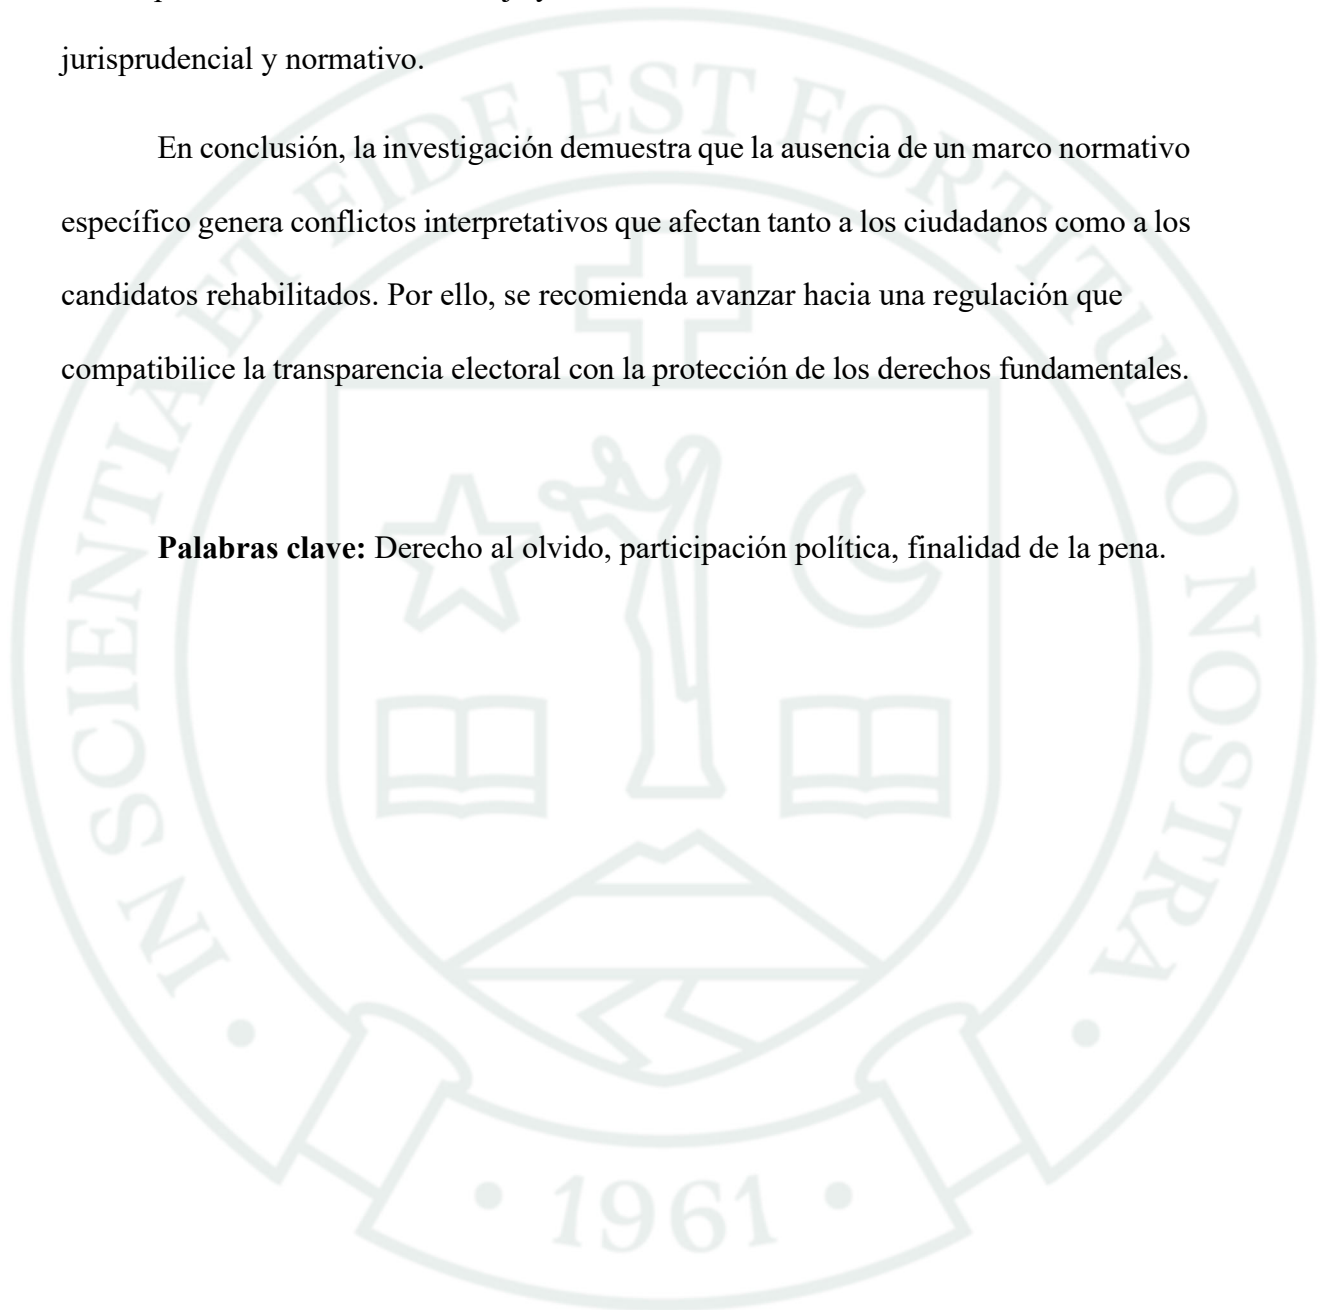 jurisprudencial y normativo.
En conclusión, la investigación demuestra que la ausencia de un marco normativo
específico genera conflictos interpretativos que afectan tanto a los ciudadanos como a los
candidatos rehabilitados. Por ello, se recomienda avanzar hacia una regulación que
compatibilice la transparencia electoral con la protección de los derechos fundamentales.
Palabras clave: Derecho al olvido, participación política, finalidad de la pena.
• IN SCIENTIA ET FIDE EST FORTITUDO NOSTRA •
• 1961 •